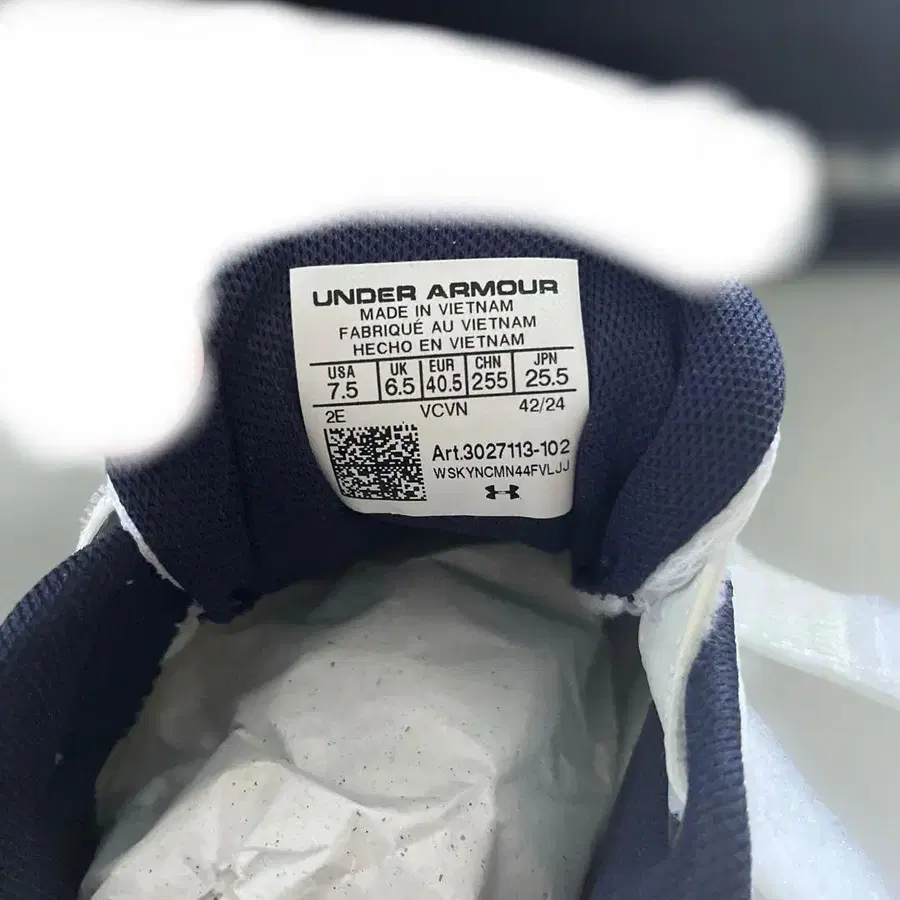 UNDER ARMOUR
MADE IN VIETNAM
FABRIQUÉ AU VIETNAM
HECHO EN VIETNAM
USA UK EUR CHN JPN
7.5 6.5 40.5 255 25.5
2E VCVN 42/24
Art.3027113-102
WSKYNCMN44FVLJJ